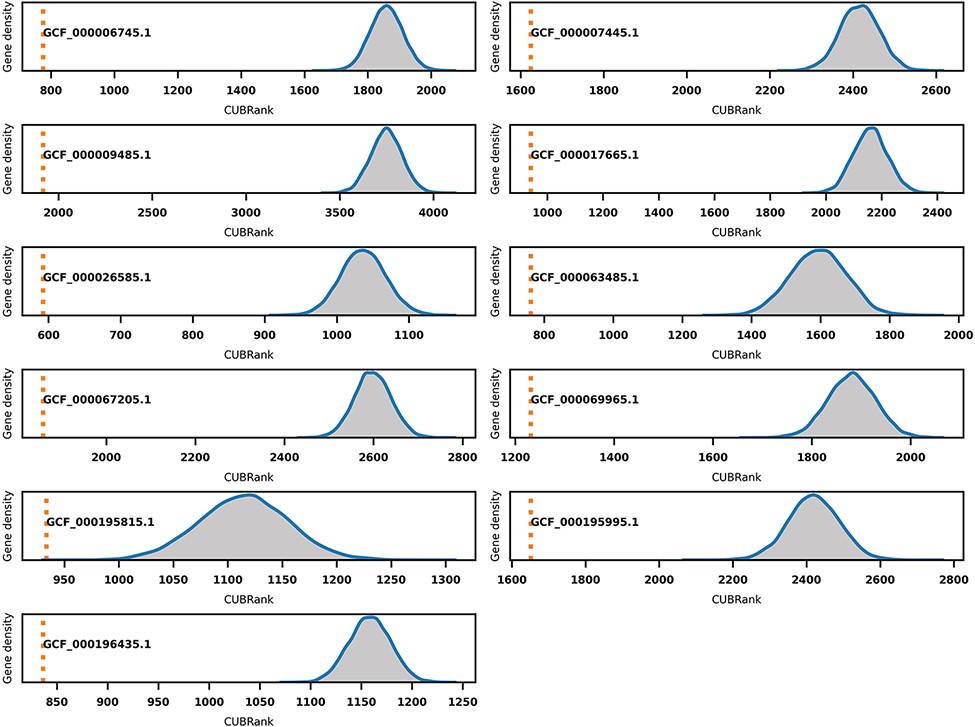 Gene density
GCF_000006745.1
800 1000 1200 1400 1600 1800 2000
CUBRank
Gene density
GCF_000007445.1
1600 1800 2000 2200 2400 2600
CUBRank
Gene density
GCF_000009485.1
2000 2500 3000 3500 4000
CUBRank
Gene density
GCF_000017665.1
1000 1200 1400 1600 1800 2000 2200 2400
CUBRank
Gene density
GCF_000026585.1
600 700 800 900 1000 1100
CUBRank
Gene density
GCF_000063485.1
800 1000 1200 1400 1600 1800 2000
CUBRank
Gene density
GCF_000067205.1
2000 2200 2400 2600 2800
CUBRank
Gene density
GCF_000069965.1
1200 1400 1600 1800 2000
CUBRank
Gene density
GCF_000195815.1
950 1000 1050 1100 1150 1200 1250 1300
CUBRank
Gene density
GCF_000195995.1
1600 1800 2000 2200 2400 2600 2800
CUBRank
Gene density
GCF_000196435.1
850 900 950 1000 1050 1100 1150 1200 1250
CUBRank